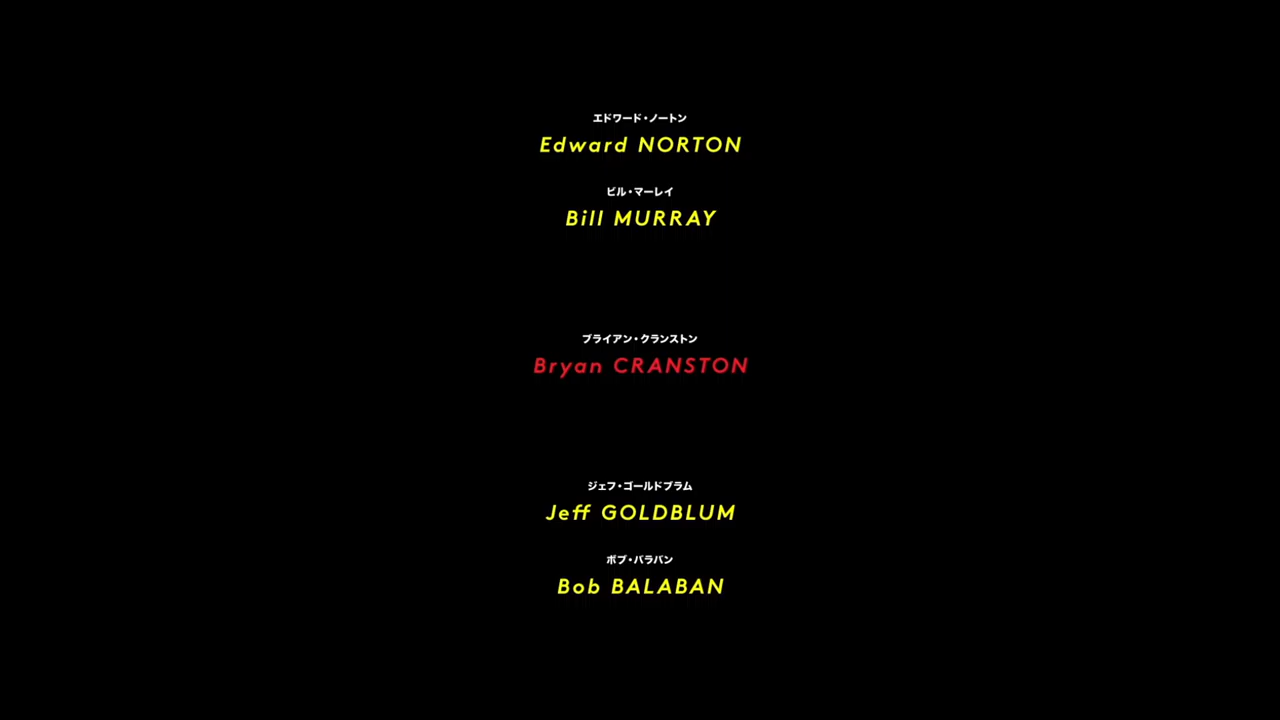 エドワード・ノートン
Edward NORTON
ビル・マーレイ
Bill MURRAY
ブライアン・クランストン
Bryan CRANSTON
ジェフ・ゴールドブラム
Jeff GOLDBLUM
ボブ・バラバン
Bob BALABAN